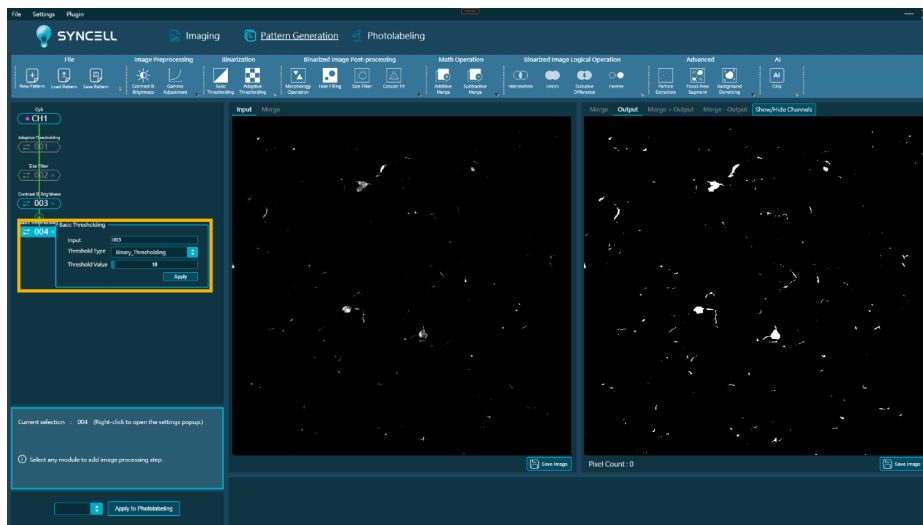 File Settings Plugin
SYNCELL
Imaging
Pattern Generation
Photolabeling
File
Image Preprocessing
Binarization
Binarized Image Post-processing
Math Operation
Binarized Image Logical Operation
Advanced
AI
New Pattern
Load Pattern
Save Pattern
Contrast & Brightness
Gamma Adjustment
Basic Thresholding
Adaptive Thresholding
Morphology Operation
Hole Filling
Size Filter
Circular Fit
Additive Merge
Subtractive Merge
Intersection
Union
Exclusive Difference
Inverse
Particle Extraction
Focus Area Segment
Background Denoising
AI
Cy5
CH1
Adaptive Thresholding
001
Size Filter
002
Contrast & Brightness
003
004
Basic Thresholding
Input 003
Threshold Type Binary_Thresholding
Threshold Value 10
Apply
Input Merge
Merge Output Merge + Output Merge - Output Show/Hide Channels
Save Image
Pixel Count : 0
Save Image
Current selection : 004 (Right-click to open the settings popup.)
Select any module to add image processing step.
Apply to Photolabeling